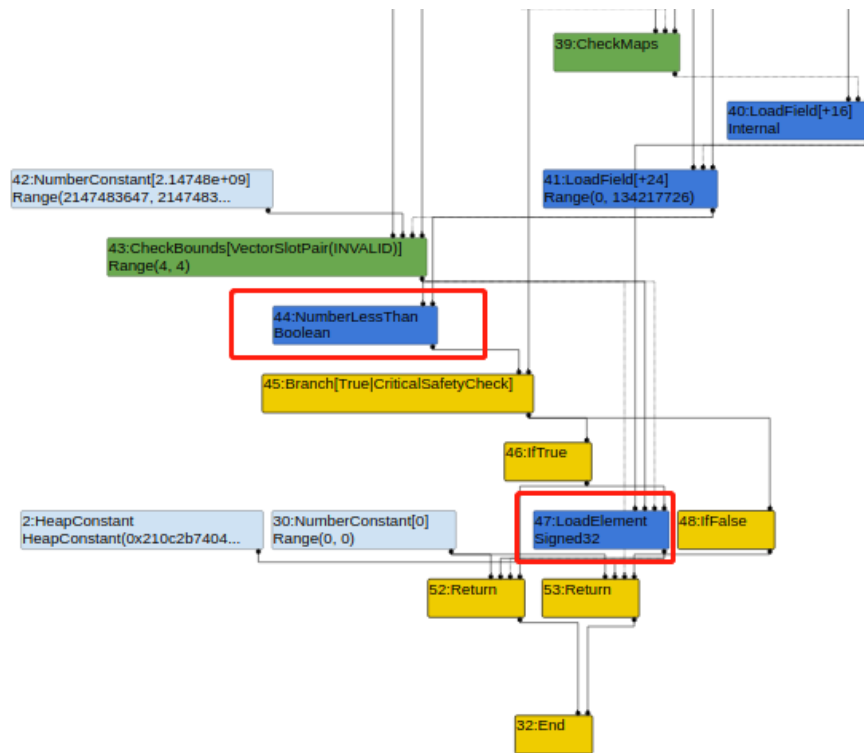 39:CheckMaps
40:LoadField[+16]
Internal
42:NumberConstant[2.14748e+09]
Range(2147483647, 2147483...
41:LoadField[+24]
Range(0, 134217726)
43:CheckBounds[VectorSlotPair(INVALID)]
Range(4, 4)
44:NumberLessThan
Boolean
45:Branch[True|CriticalSafetyCheck]
46:IfTrue
2:HeapConstant
HeapConstant(0x210c2b7404...
30:NumberConstant[0]
Range(0, 0)
47:LoadElement
Signed32
48:IfFalse
52:Return
53:Return
32:End